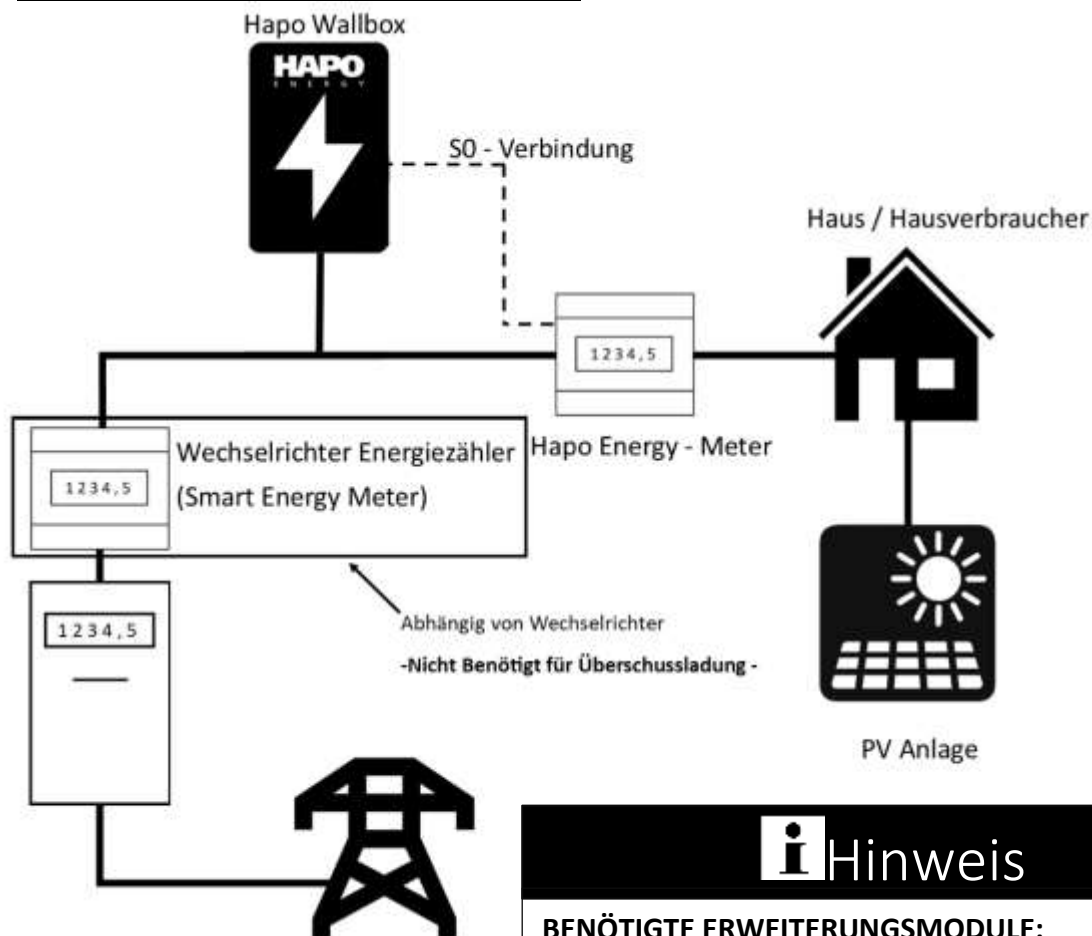 Hapo Wallbox
HAPO
ENERGY
S0 - Verbindung
Haus / Hausverbraucher
1234,5
Hapo Energy - Meter
Wechselrichter Energiezähler
(Smart Energy Meter)
1234,5
Abhängig von Wechselrichter
-Nicht Benötigt für Überschussladung -
1234,5
PV Anlage
i Hinweis
BENÖTIGTE ERWEITERUNGSMODULE: